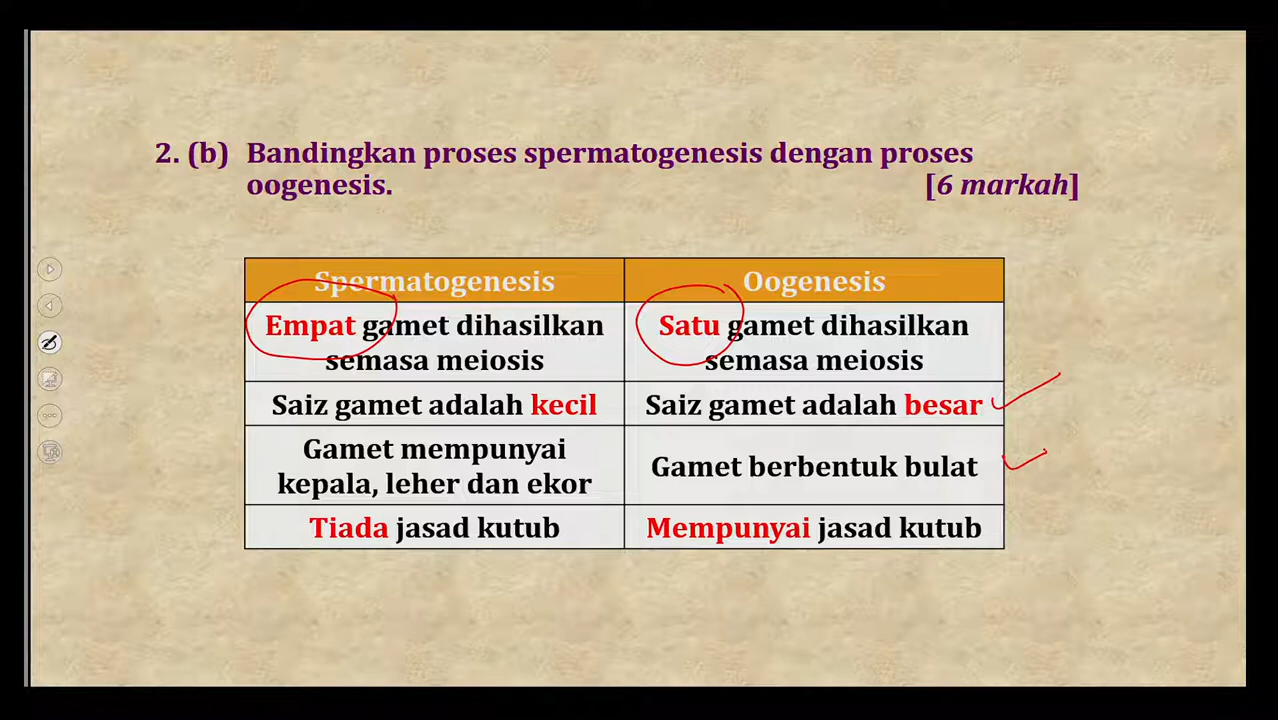 2. (b) Bandingkan proses spermatogenesis dengan proses
oogenesis. [6 markah]
Spermatogenesis Oogenesis
Empat gamet dihasilkan Satu gamet dihasilkan
semasa meiosis semasa meiosis
Saiz gamet adalah kecil Saiz gamet adalah besar
Gamet mempunyai
kepala, leher dan ekor Gamet berbentuk bulat
Tiada jasad kutub Mempunyai jasad kutub